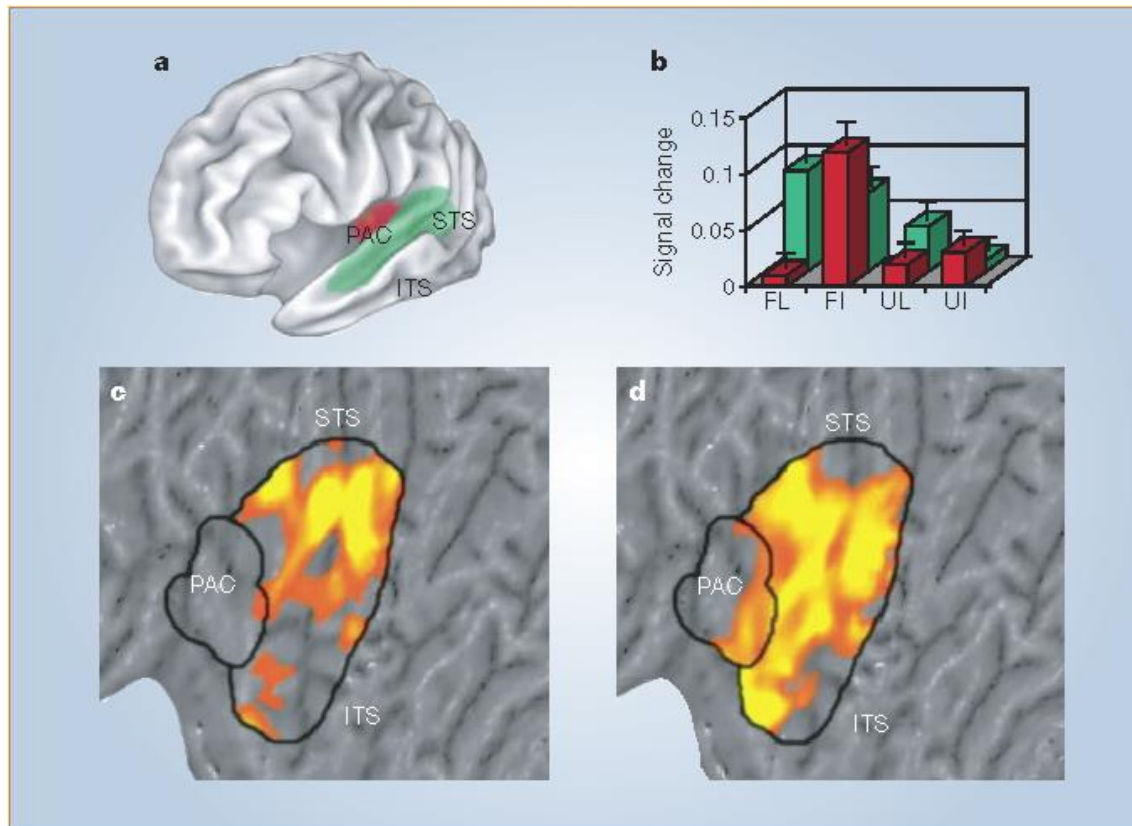 a
PAC
STS
ITS
b
Signal change
0.15
0.1
0.05
0
FL FI UL UI
c
STS
PAC
ITS
d
STS
PAC
ITS